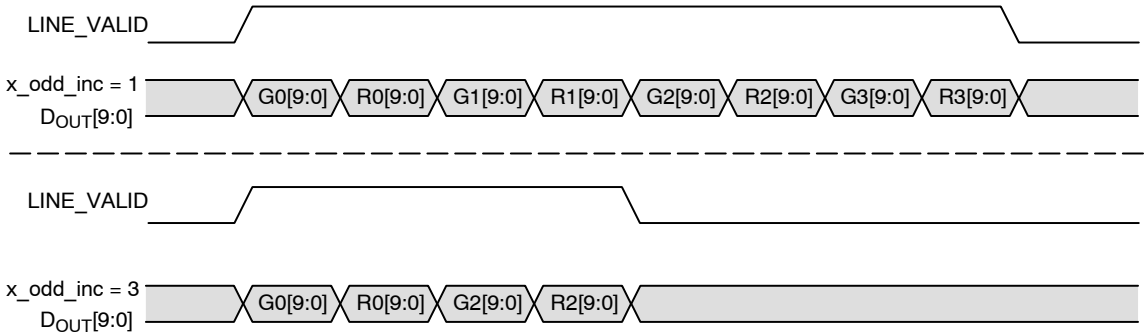 LINE_VALID
x_odd_inc = 1
G0[9:0] R0[9:0] G1[9:0] R1[9:0] G2[9:0] R2[9:0] G3[9:0] R3[9:0]
DOUT[9:0]
LINE_VALID
x_odd_inc = 3
G0[9:0] R0[9:0] G2[9:0] R2[9:0]
DOUT[9:0]